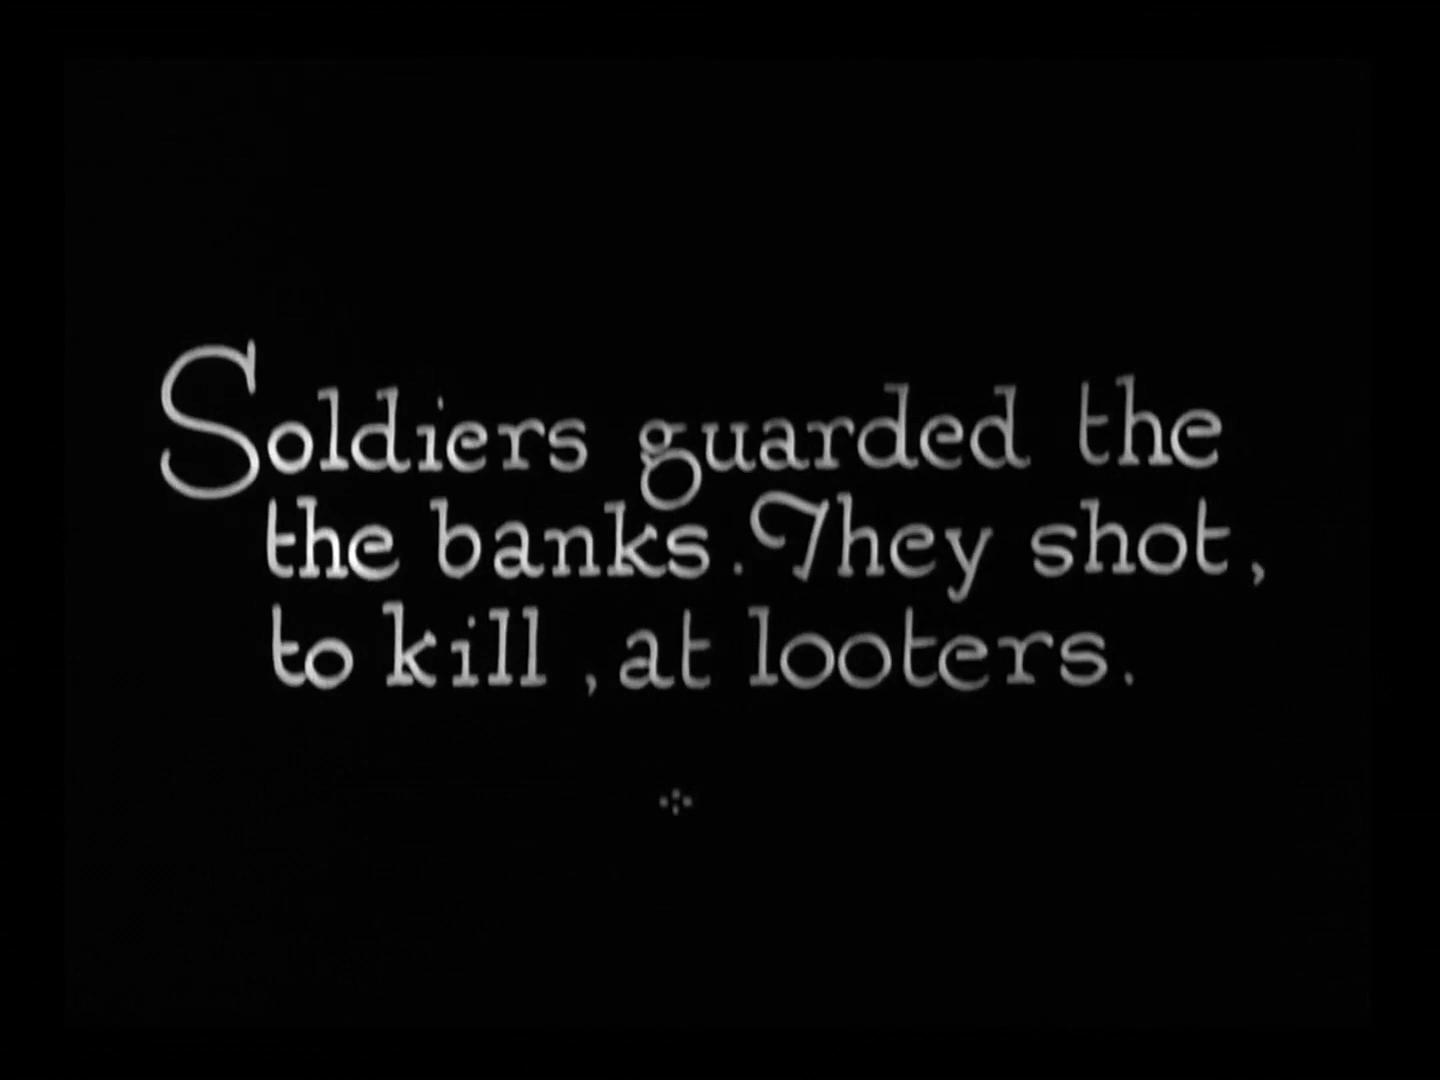 Soldiers guarded the
the banks. They shot,
to kill, at looters.